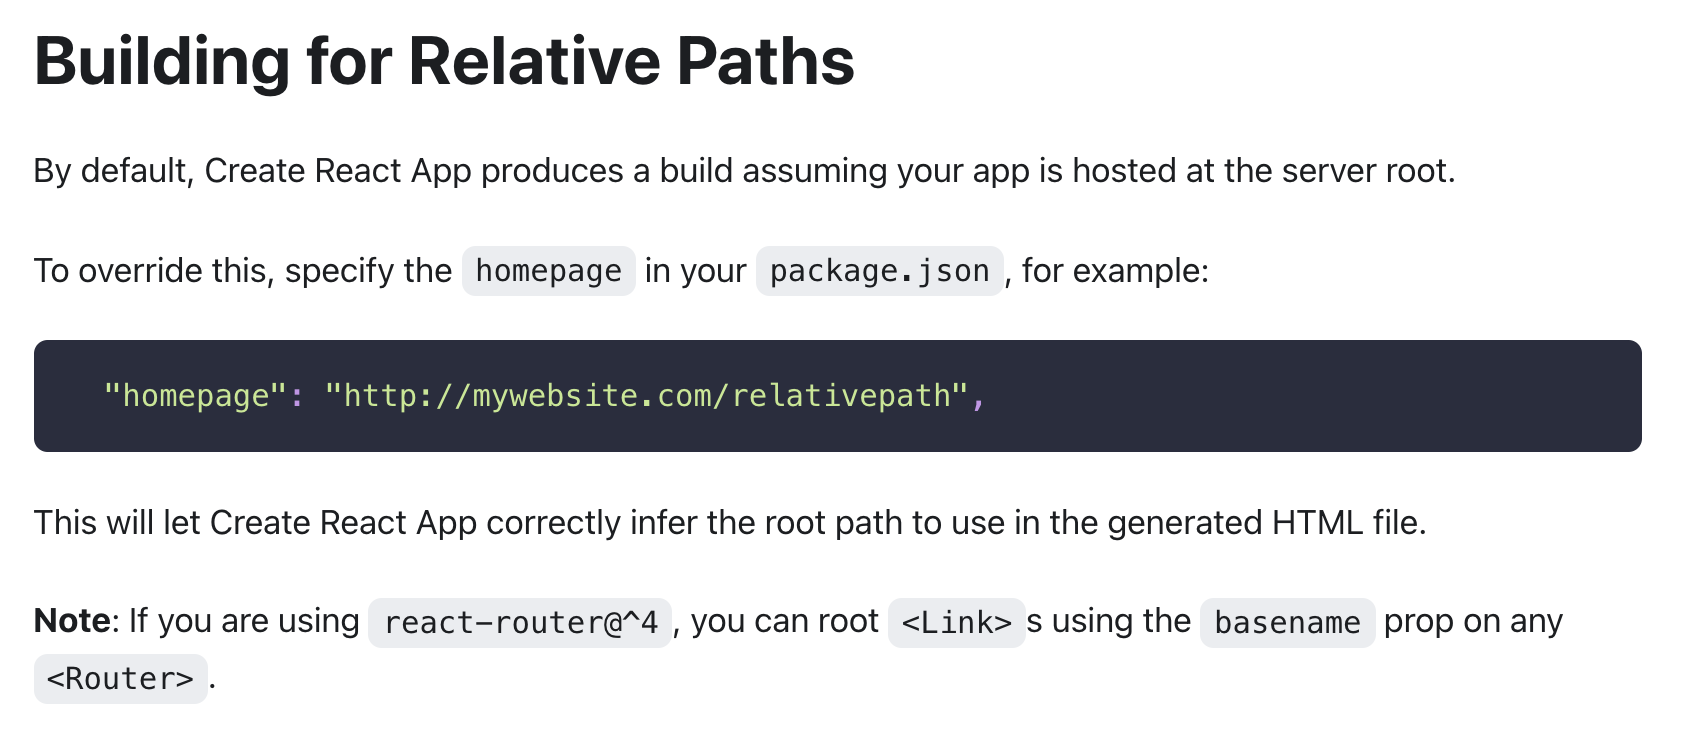 Building for Relative Paths
By default, Create React App produces a build assuming your app is hosted at the server root.
To override this, specify the homepage in your package.json, for example:
"homepage": "http://mywebsite.com/relativepath",
This will let Create React App correctly infer the root path to use in the generated HTML file.
Note: If you are using react-router@^4, you can root <Link>s using the basename prop on any
<Router>.